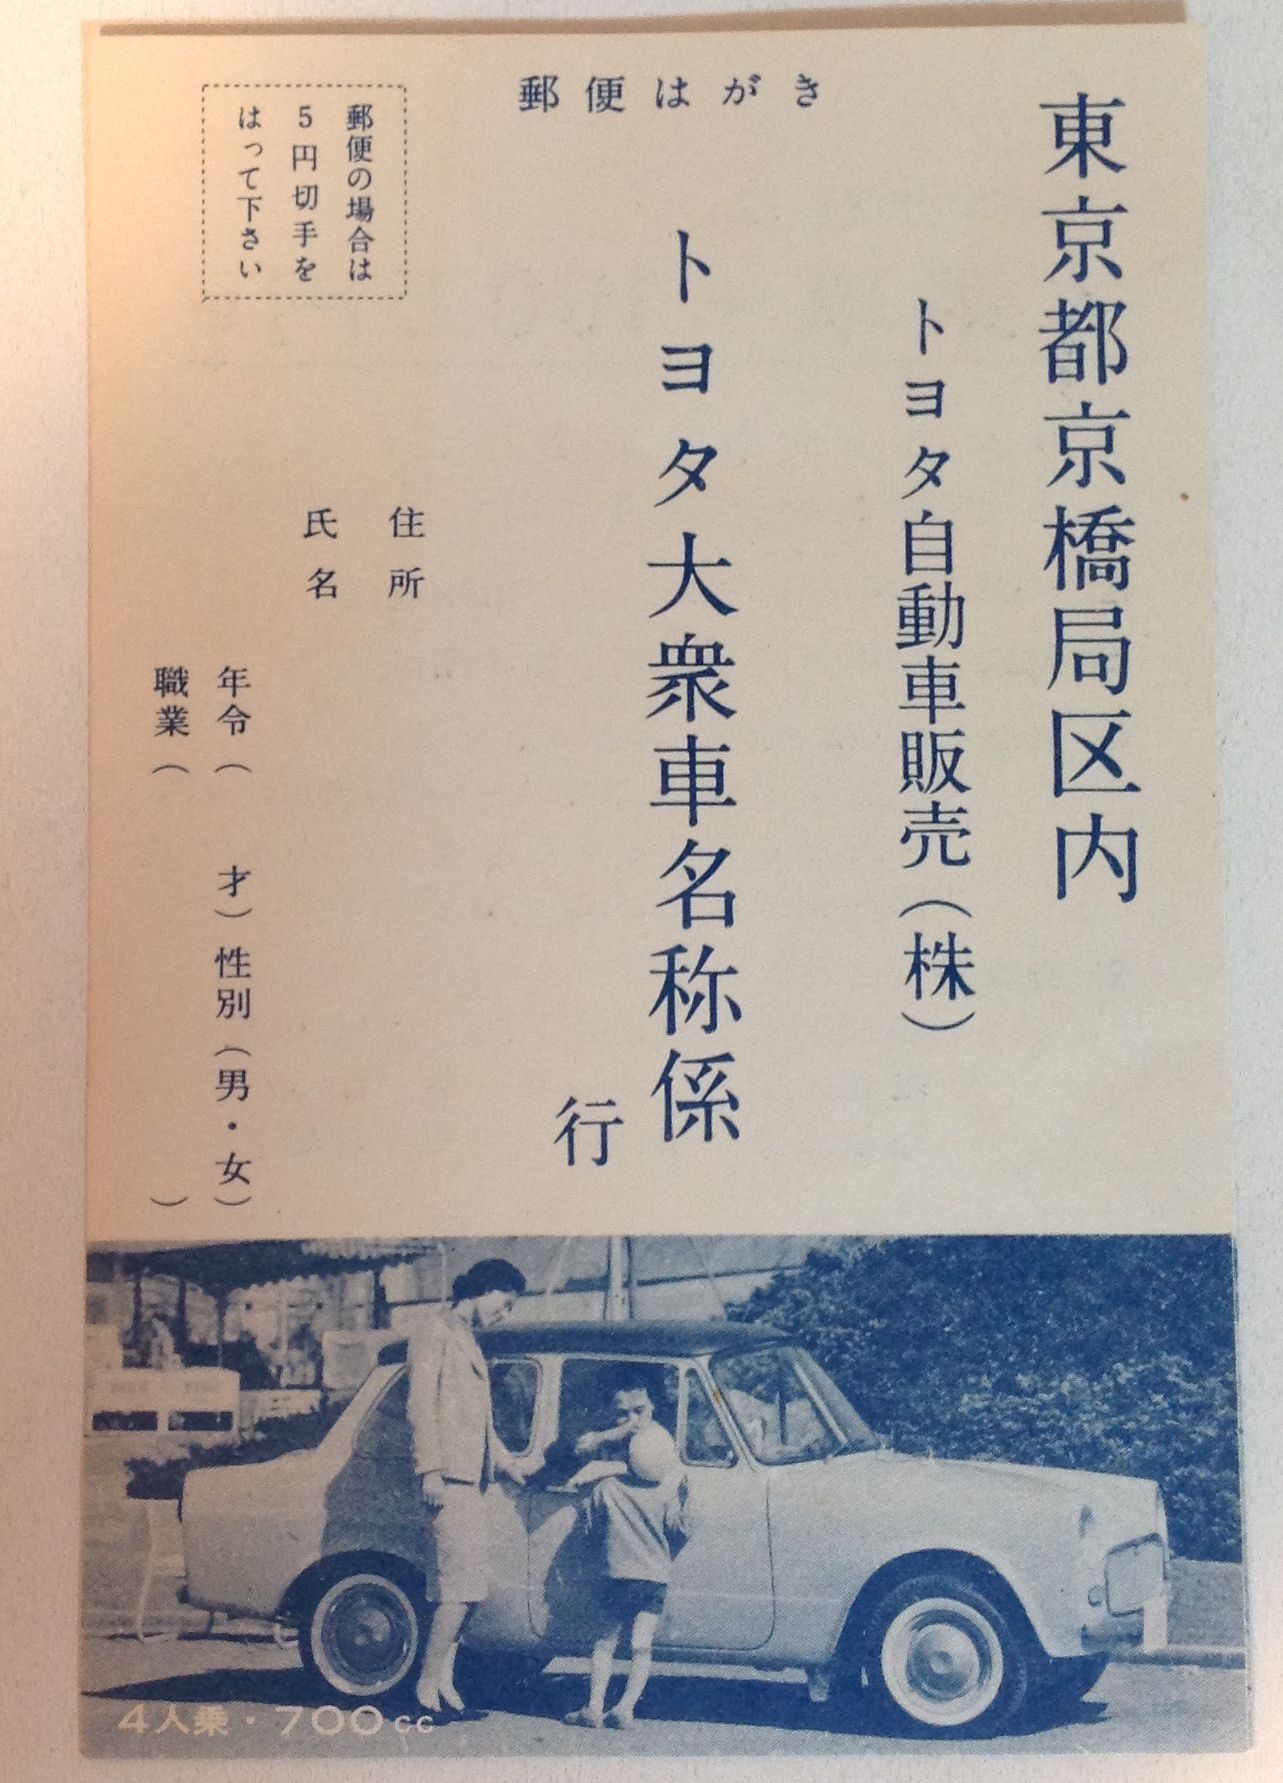 郵便はがき
東京都京橋局区内
トヨタ自動車販売(株)
トヨタ大衆車名称係
行
郵便の場合は
5円切手を
はって下さい
住所
氏名
年令( 才)性別(男・女)
職業( )
4人乗・700cc